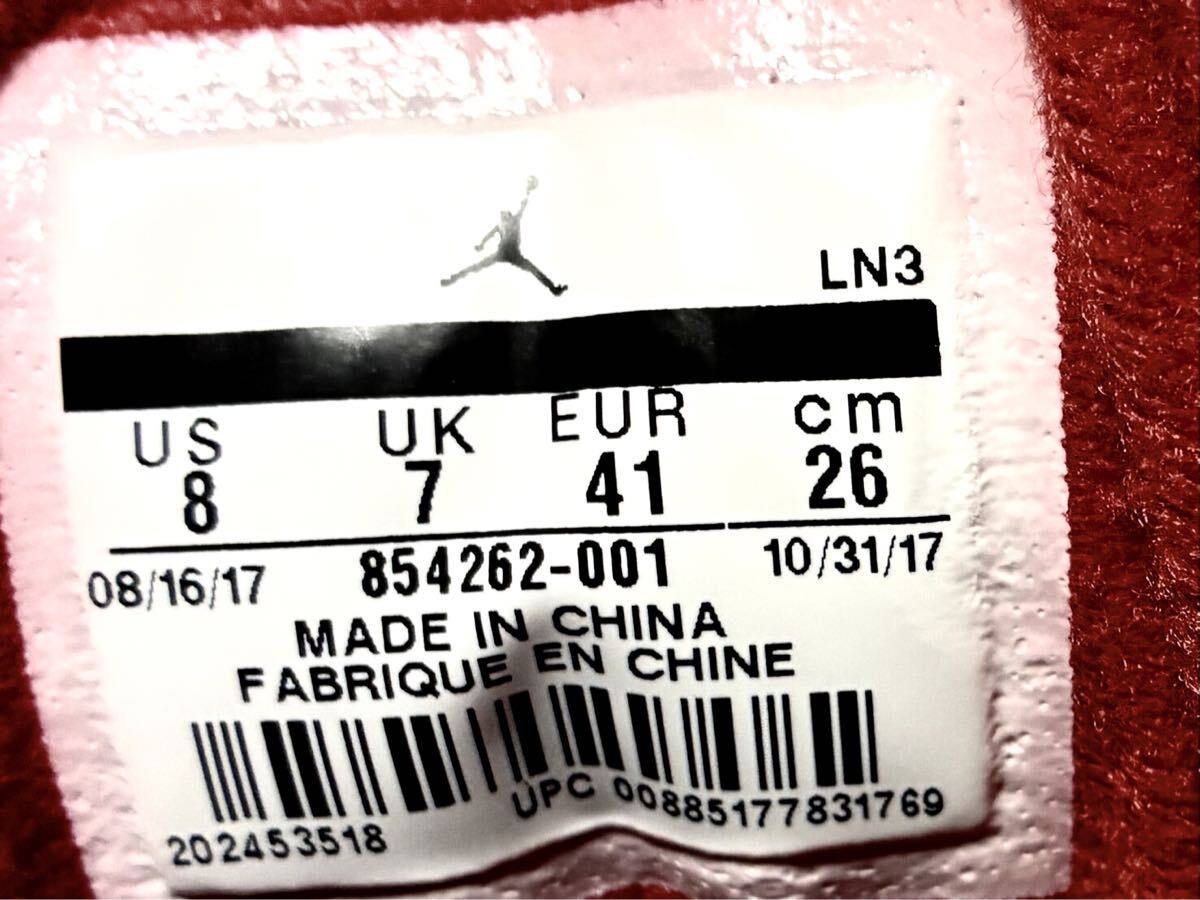 LN3
US UK EUR cm
8 7 41 26
08/16/17 854262-001 10/31/17
MADE IN CHINA
FABRIQUE EN CHINE
202453518 UPC 00885177831769